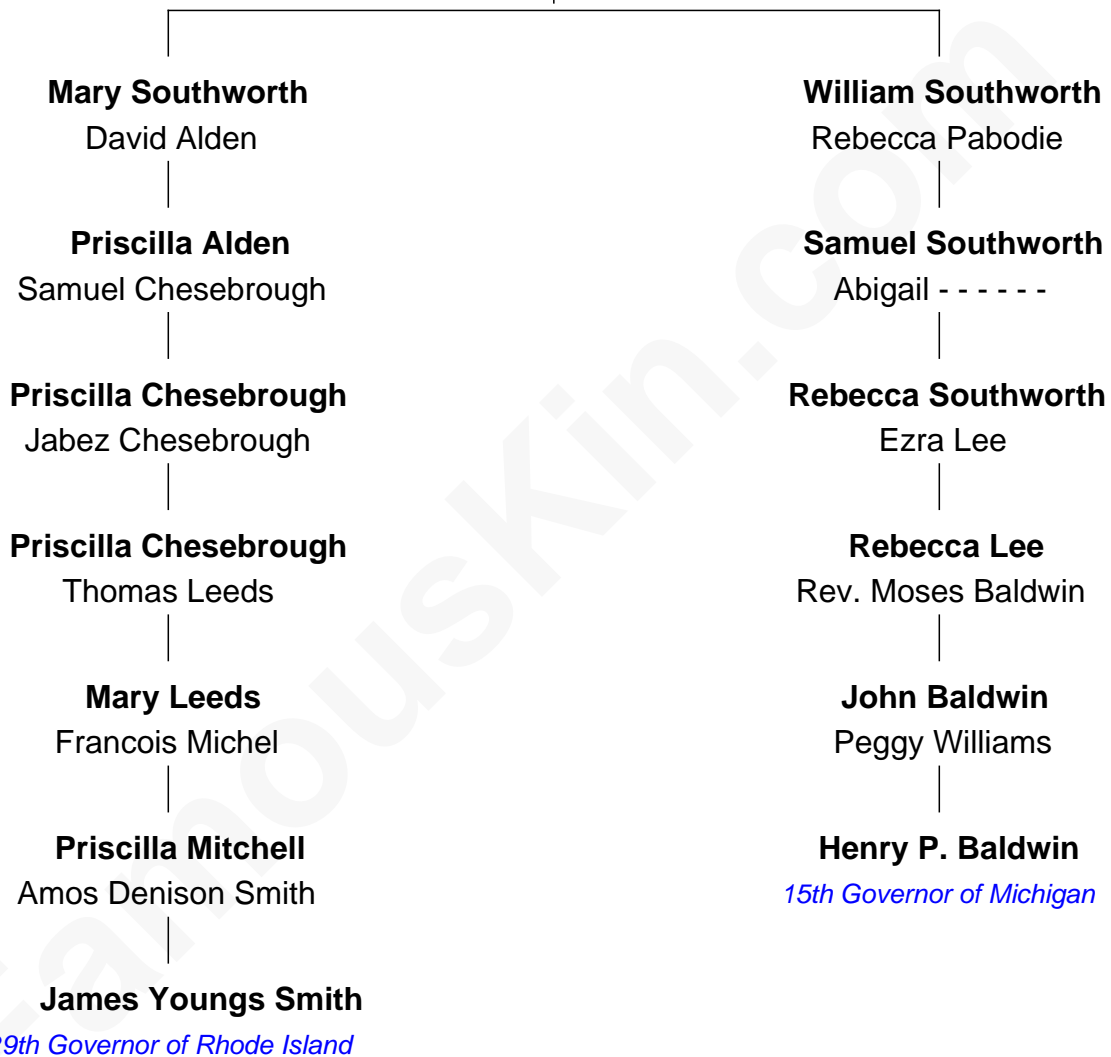 Mary Southworth
David Alden
William Southworth
Rebecca Pabodie
Priscilla Alden
Samuel Chesebrough
Samuel Southworth
Abigail - - - - - -
Priscilla Chesebrough
Jabez Chesebrough
Rebecca Southworth
Ezra Lee
Priscilla Chesebrough
Thomas Leeds
Rebecca Lee
Rev. Moses Baldwin
Mary Leeds
Francois Michel
John Baldwin
Peggy Williams
Priscilla Mitchell
Amos Denison Smith
Henry P. Baldwin
15th Governor of Michigan
James Youngs Smith
29th Governor of Rhode Island
FamousKin.com